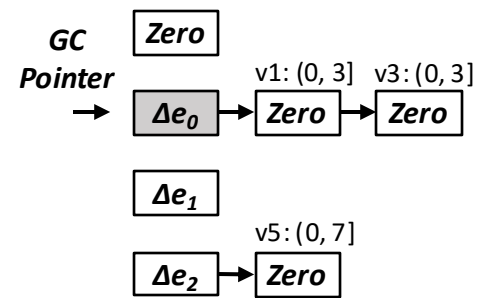 GC
Pointer
Zero
v1: (0, 3] v3: (0, 3]
Δe₀ Zero Zero
Δe₁
v5: (0, 7]
Δe₂ Zero